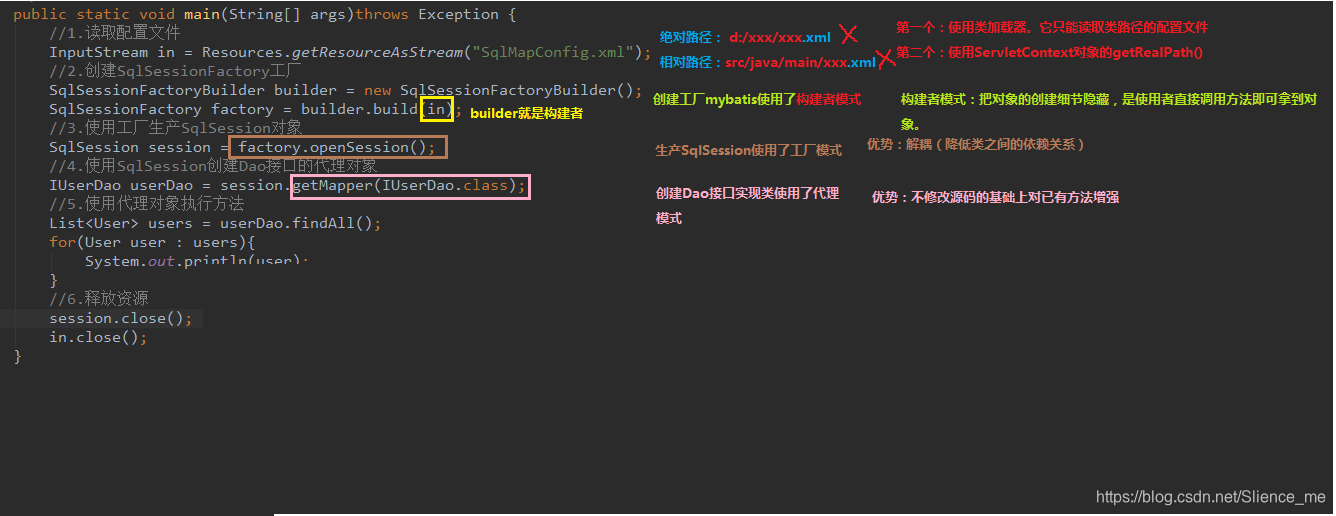 public static void main(String[] args)throws Exception {
//1.读取配置文件
InputStream in = Resources.getResourceAsStream("SqlMapConfig.xml");
//2.创建SqlSessionFactory工厂
SqlSessionFactoryBuilder builder = new SqlSessionFactoryBuilder();
SqlSessionFactory factory = builder.build(in);
//3.使用工厂生产SqlSession对象
SqlSession session = factory.openSession();
//4.使用SqlSession创建Dao接口的代理对象
IUserDao userDao = session.getMapper(IUserDao.class);
//5.使用代理对象执行方法
List<User> users = userDao.findAll();
for(User user : users){
System.out.println(user);
}
//6.释放资源
session.close();
in.close();
}
绝对路径： d:/xxx/xxx.xml
相对路径：src/java/main/xxx.xml
第一个：使用类加载器。它只能读取类路径的配置文件
第二个：使用ServletContext对象的getRealPath()
创建工厂mybatis使用了构建者模式
builder就是构建者
构建者模式：把对象的创建细节隐藏，是使用者直接调用方法即可拿到对
象。
生产SqlSession使用了工厂模式
优势：解耦（降低类之间的依赖关系）
创建Dao接口实现类使用了代理
模式
优势：不修改源码的基础上对已有方法增强
https://blog.csdn.net/Slience_me